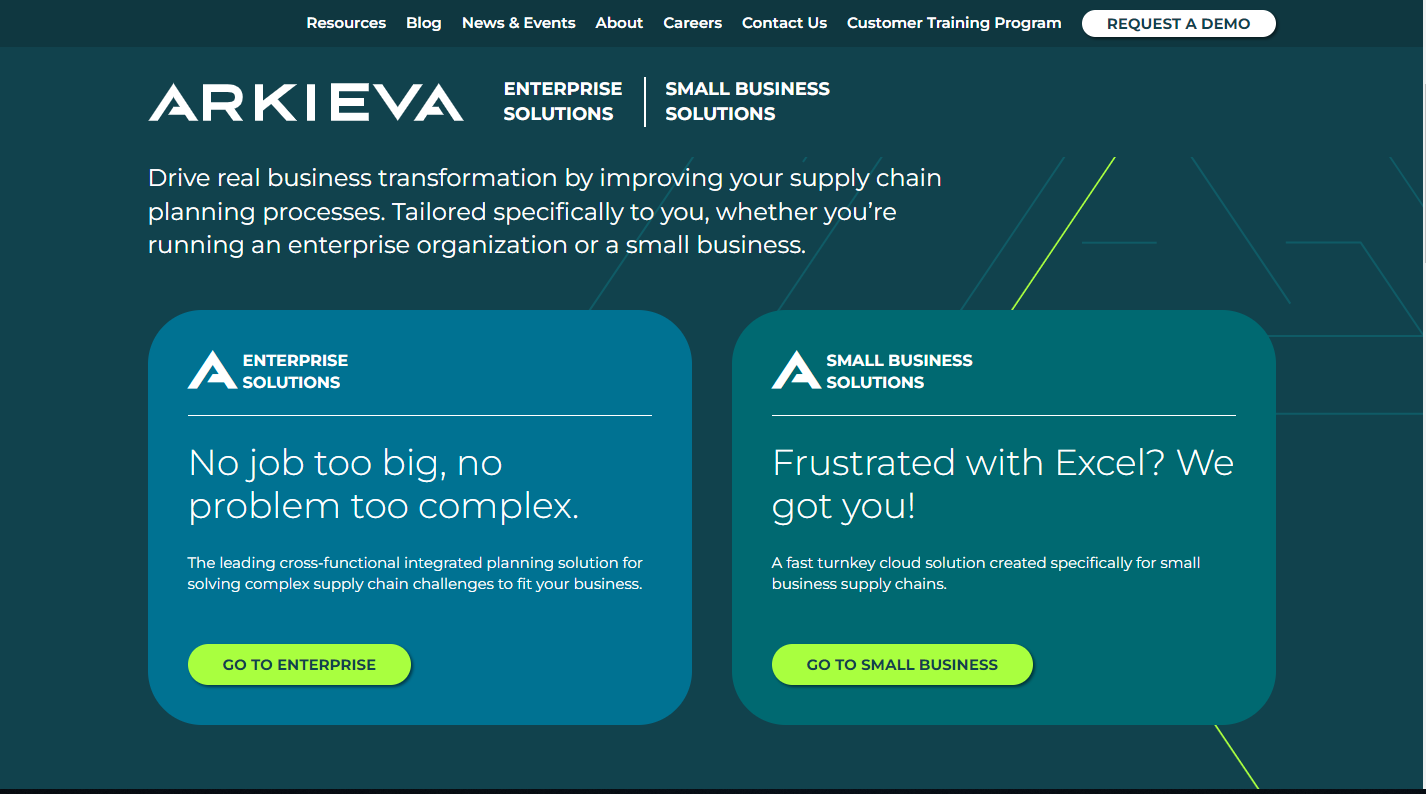 Resources Blog News & Events About Careers Contact Us Customer Training Program REQUEST A DEMO
ARKIEVA
ENTERPRISE
SOLUTIONS
SMALL BUSINESS
SOLUTIONS
Drive real business transformation by improving your supply chain
planning processes. Tailored specifically to you, whether you’re
running an enterprise organization or a small business.
ENTERPRISE
SOLUTIONS
No job too big, no
problem too complex.
The leading cross-functional integrated planning solution for
solving complex supply chain challenges to fit your business.
GO TO ENTERPRISE
SMALL BUSINESS
SOLUTIONS
Frustrated with Excel? We
got you!
A fast turnkey cloud solution created specifically for small
business supply chains.
GO TO SMALL BUSINESS